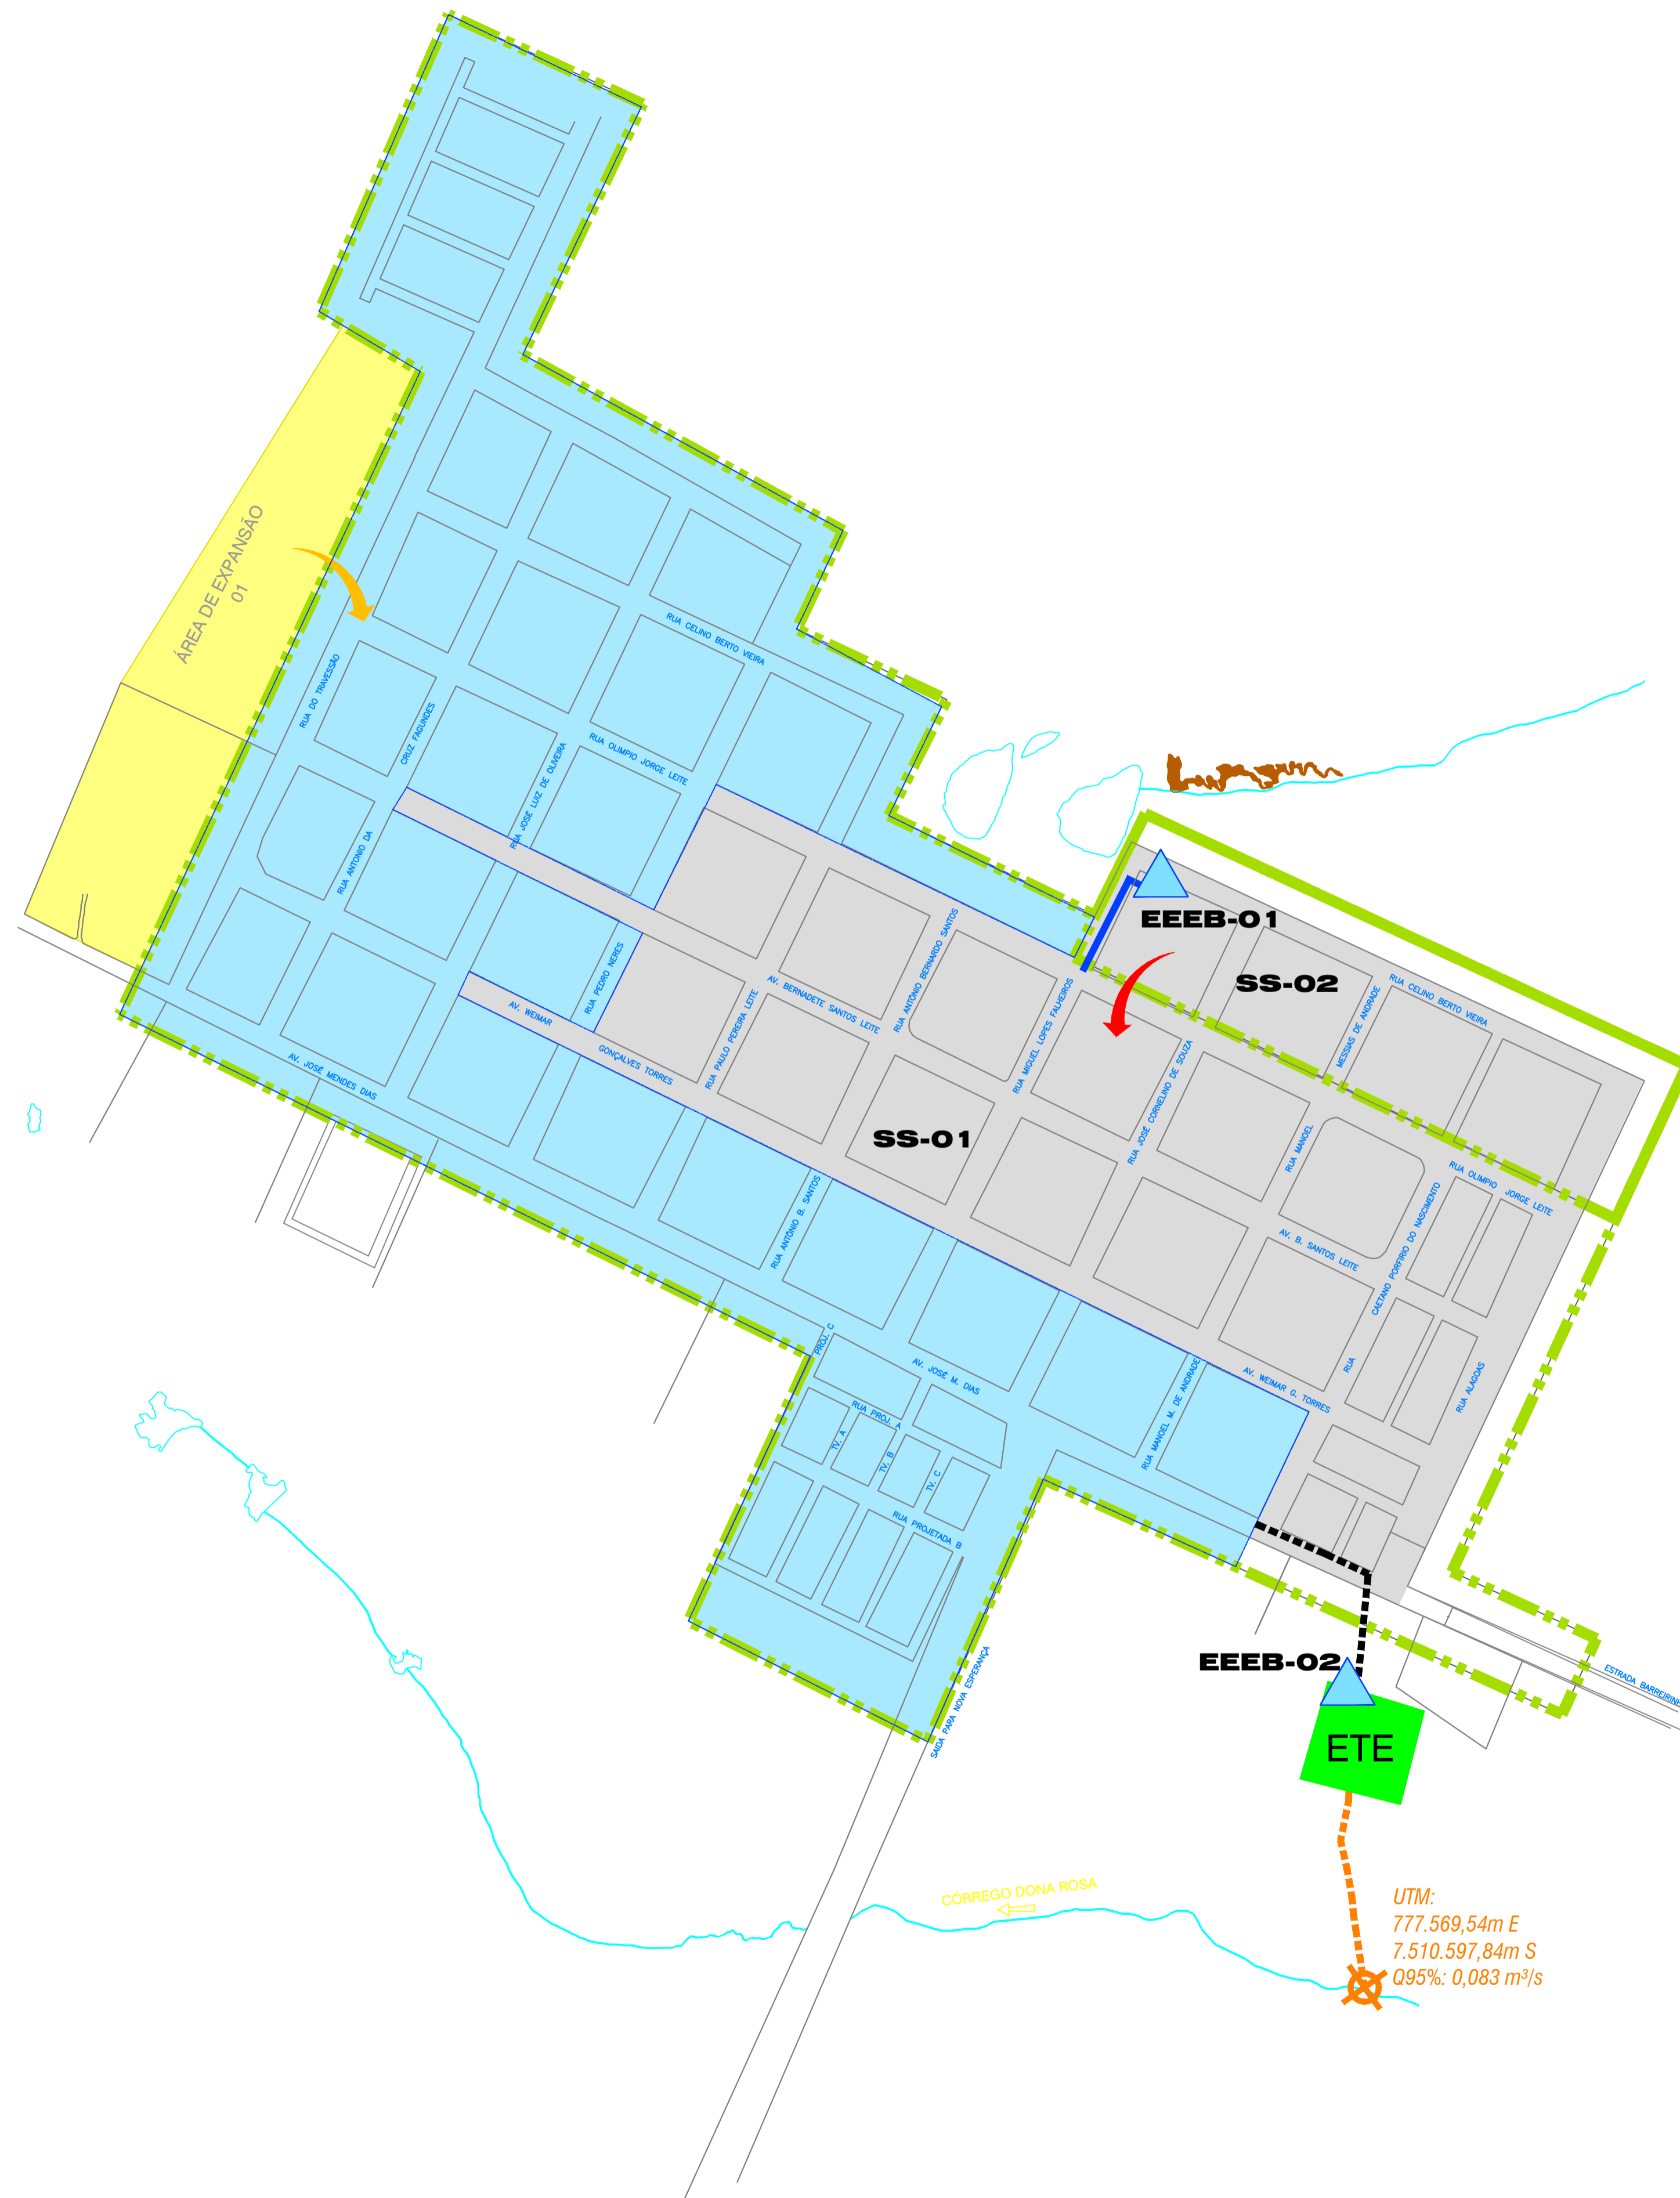 ÁREA DE EXPANSÃO
01
RUA CELINO BERTO VIEIRA
RUA DO TRAVESSÃO
CRUZ FAGUNDES
RUA ANTONIO DA
RUA JOSÉ LUIZ DE OLIVEIRA
RUA OLIMPIO JORGE LEITE
RUA PEDRO NERES
AV. WEIMAR
GONÇALVES TORRES
AV. JOSÉ MENDES DIAS
RUA PAULO PEREIRA LEITE
AV. BERNADETE SANTOS LEITE
RUA ANTÔNIO BERNARDO SANTOS
RUA MIGUEL LOPES FALHEIROS
EEEB-01
SS-02
RUA CELINO BERTO VIEIRA
MESSIAS DE ANDRADE
RUA MANOEL
RUA JOSÉ CORNELINO DE SOUZA
SS-01
RUA OLIMPIO JORGE LEITE
CAETANO PORFIRIO DO NASCIMENTO
RUA
AV. B. SANTOS LEITE
RUA ANTÔNIO B. SANTOS
PROJ. C
AV. JOSÉ M. DIAS
RUA MANOEL M. DE ANDRADE
AV. WEIMAR G. TORRES
RUA ALAGOAS
RUA PROJ. A
TV. A
TV. B
TV. C
RUA PROJETADA B
SAIDA PARA NOVA ESPERANÇA
EEEB-02
ESTRADA
ETE
CÓRREGO DONA ROSA
UTM:
777.569,54m E
7.510.597,84m S
Q95%: 0,083 m³/s